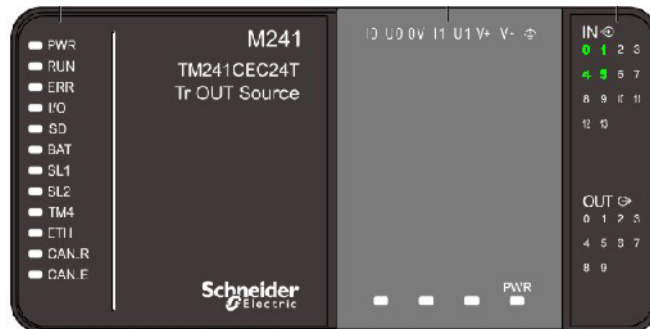 PWR
RUN
ERR
I/O
SD
BAT
SL1
SL2
TM4
ETH
CAN.R
CAN.E
M241
TM241CEC24T
Tr OUT Source
Schneider
Electric
I0 U0 0V I1 U1 V+ V-
PWR
IN
0 1 2 3
4 5 6 7
8 9 10 11
12 13
OUT
0 1 2 3
4 5 6 7
8 9